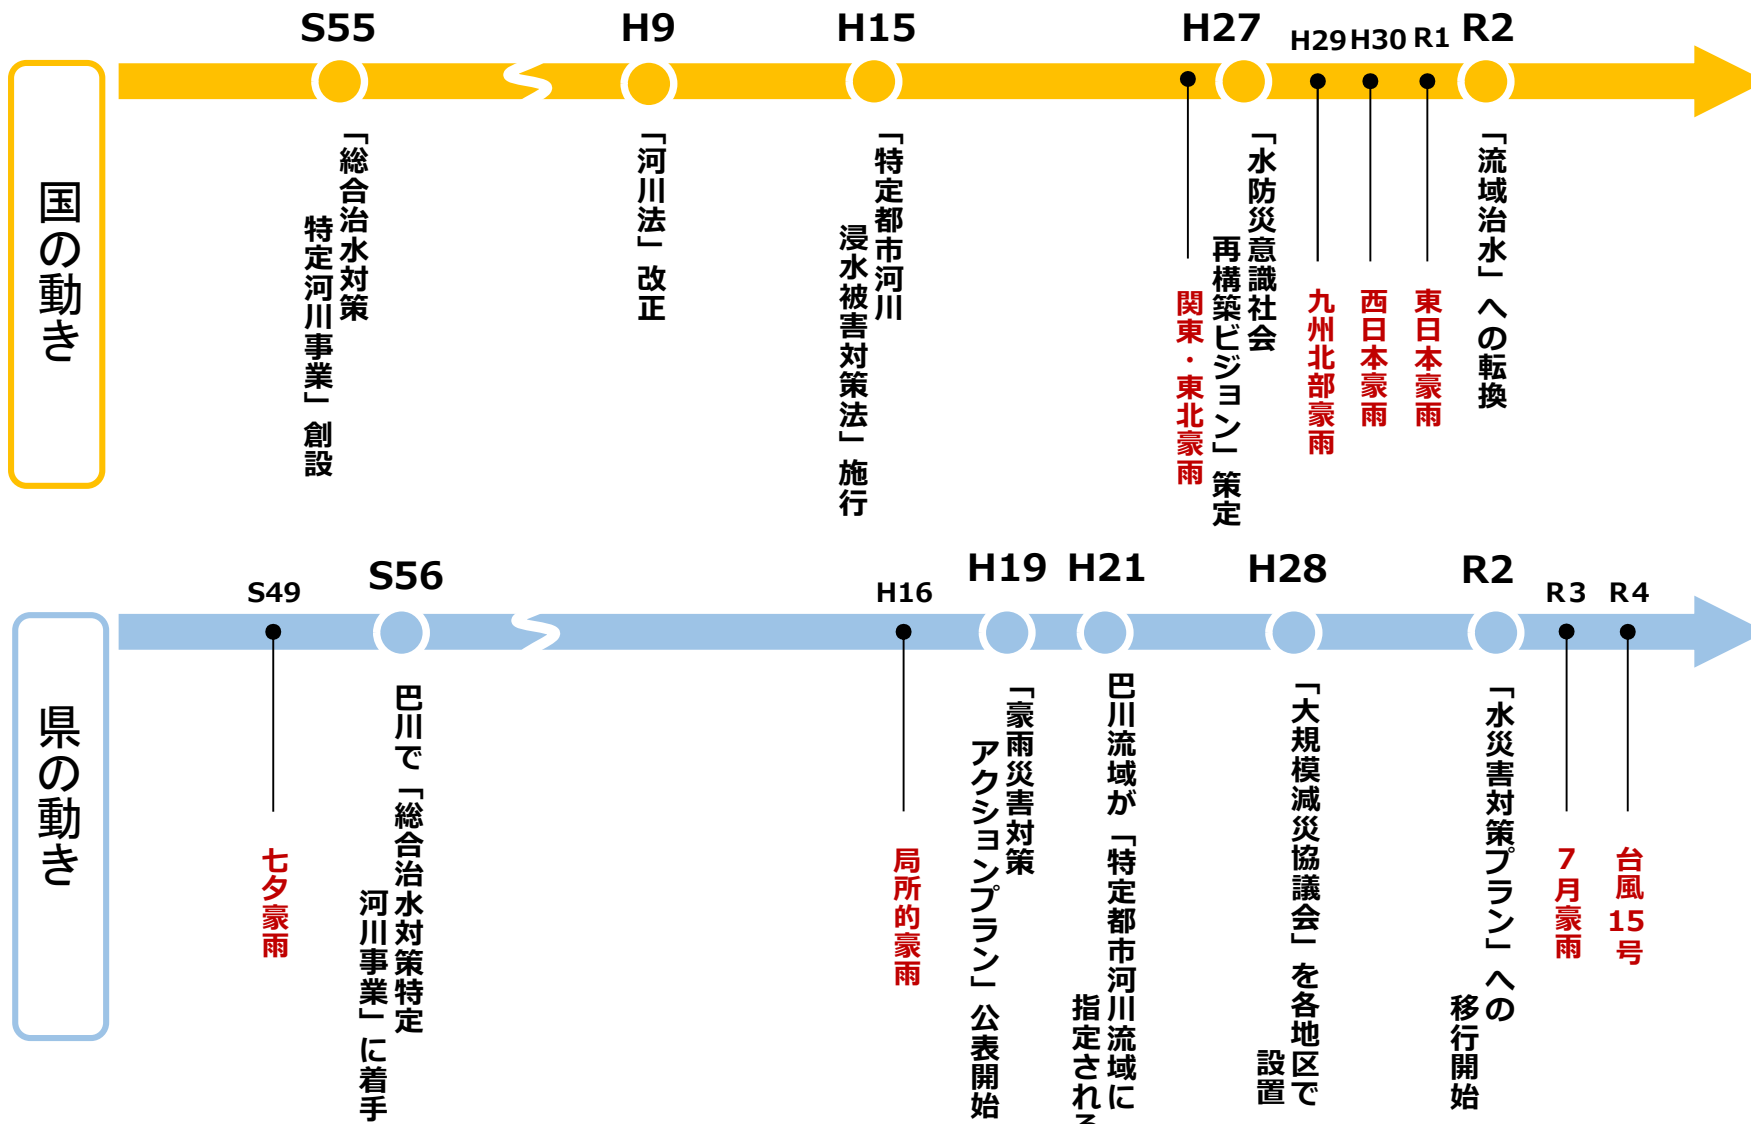 国の動き
S55
「総合治水対策
特定河川事業」創設
H9
「河川法」改正
H15
「特定都市河川
浸水被害対策法」施行
関東・東北豪雨
H27
「水防災意識社会
再構築ビジョン」策定
H29
九州北部豪雨
H30
西日本豪雨
R1
東日本豪雨
R2
「流域治水」への転換
県の動き
S49
七夕豪雨
S56
巴川で「総合治水対策特定
河川事業」に着手
H16
局所的豪雨
H19
「豪雨災害対策
アクションプラン」公表開始
H21
巴川流域が「特定都市河川流域に
指定される
H28
「大規模減災協議会」を各地区で
設置
R2
「水災害対策プラン」への
移行開始
R3
7月豪雨
R4
台風15号